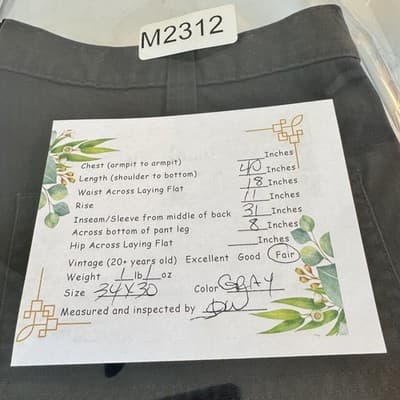 M2312
Chest (armpit to armpit) ___Inches
Length (shoulder to bottom) 40 Inches
Waist Across Laying Flat 18 Inches
Rise 11 Inches
Inseam/Sleeve from middle of back 31 Inches
Across bottom of pant leg 8 Inches
Hip Across Laying Flat ___Inches
Vintage (20+ years old) Excellent Good Fair
Weight 1 lb 1 oz
Size 34X30 Color GRAY
Measured and inspected by DW